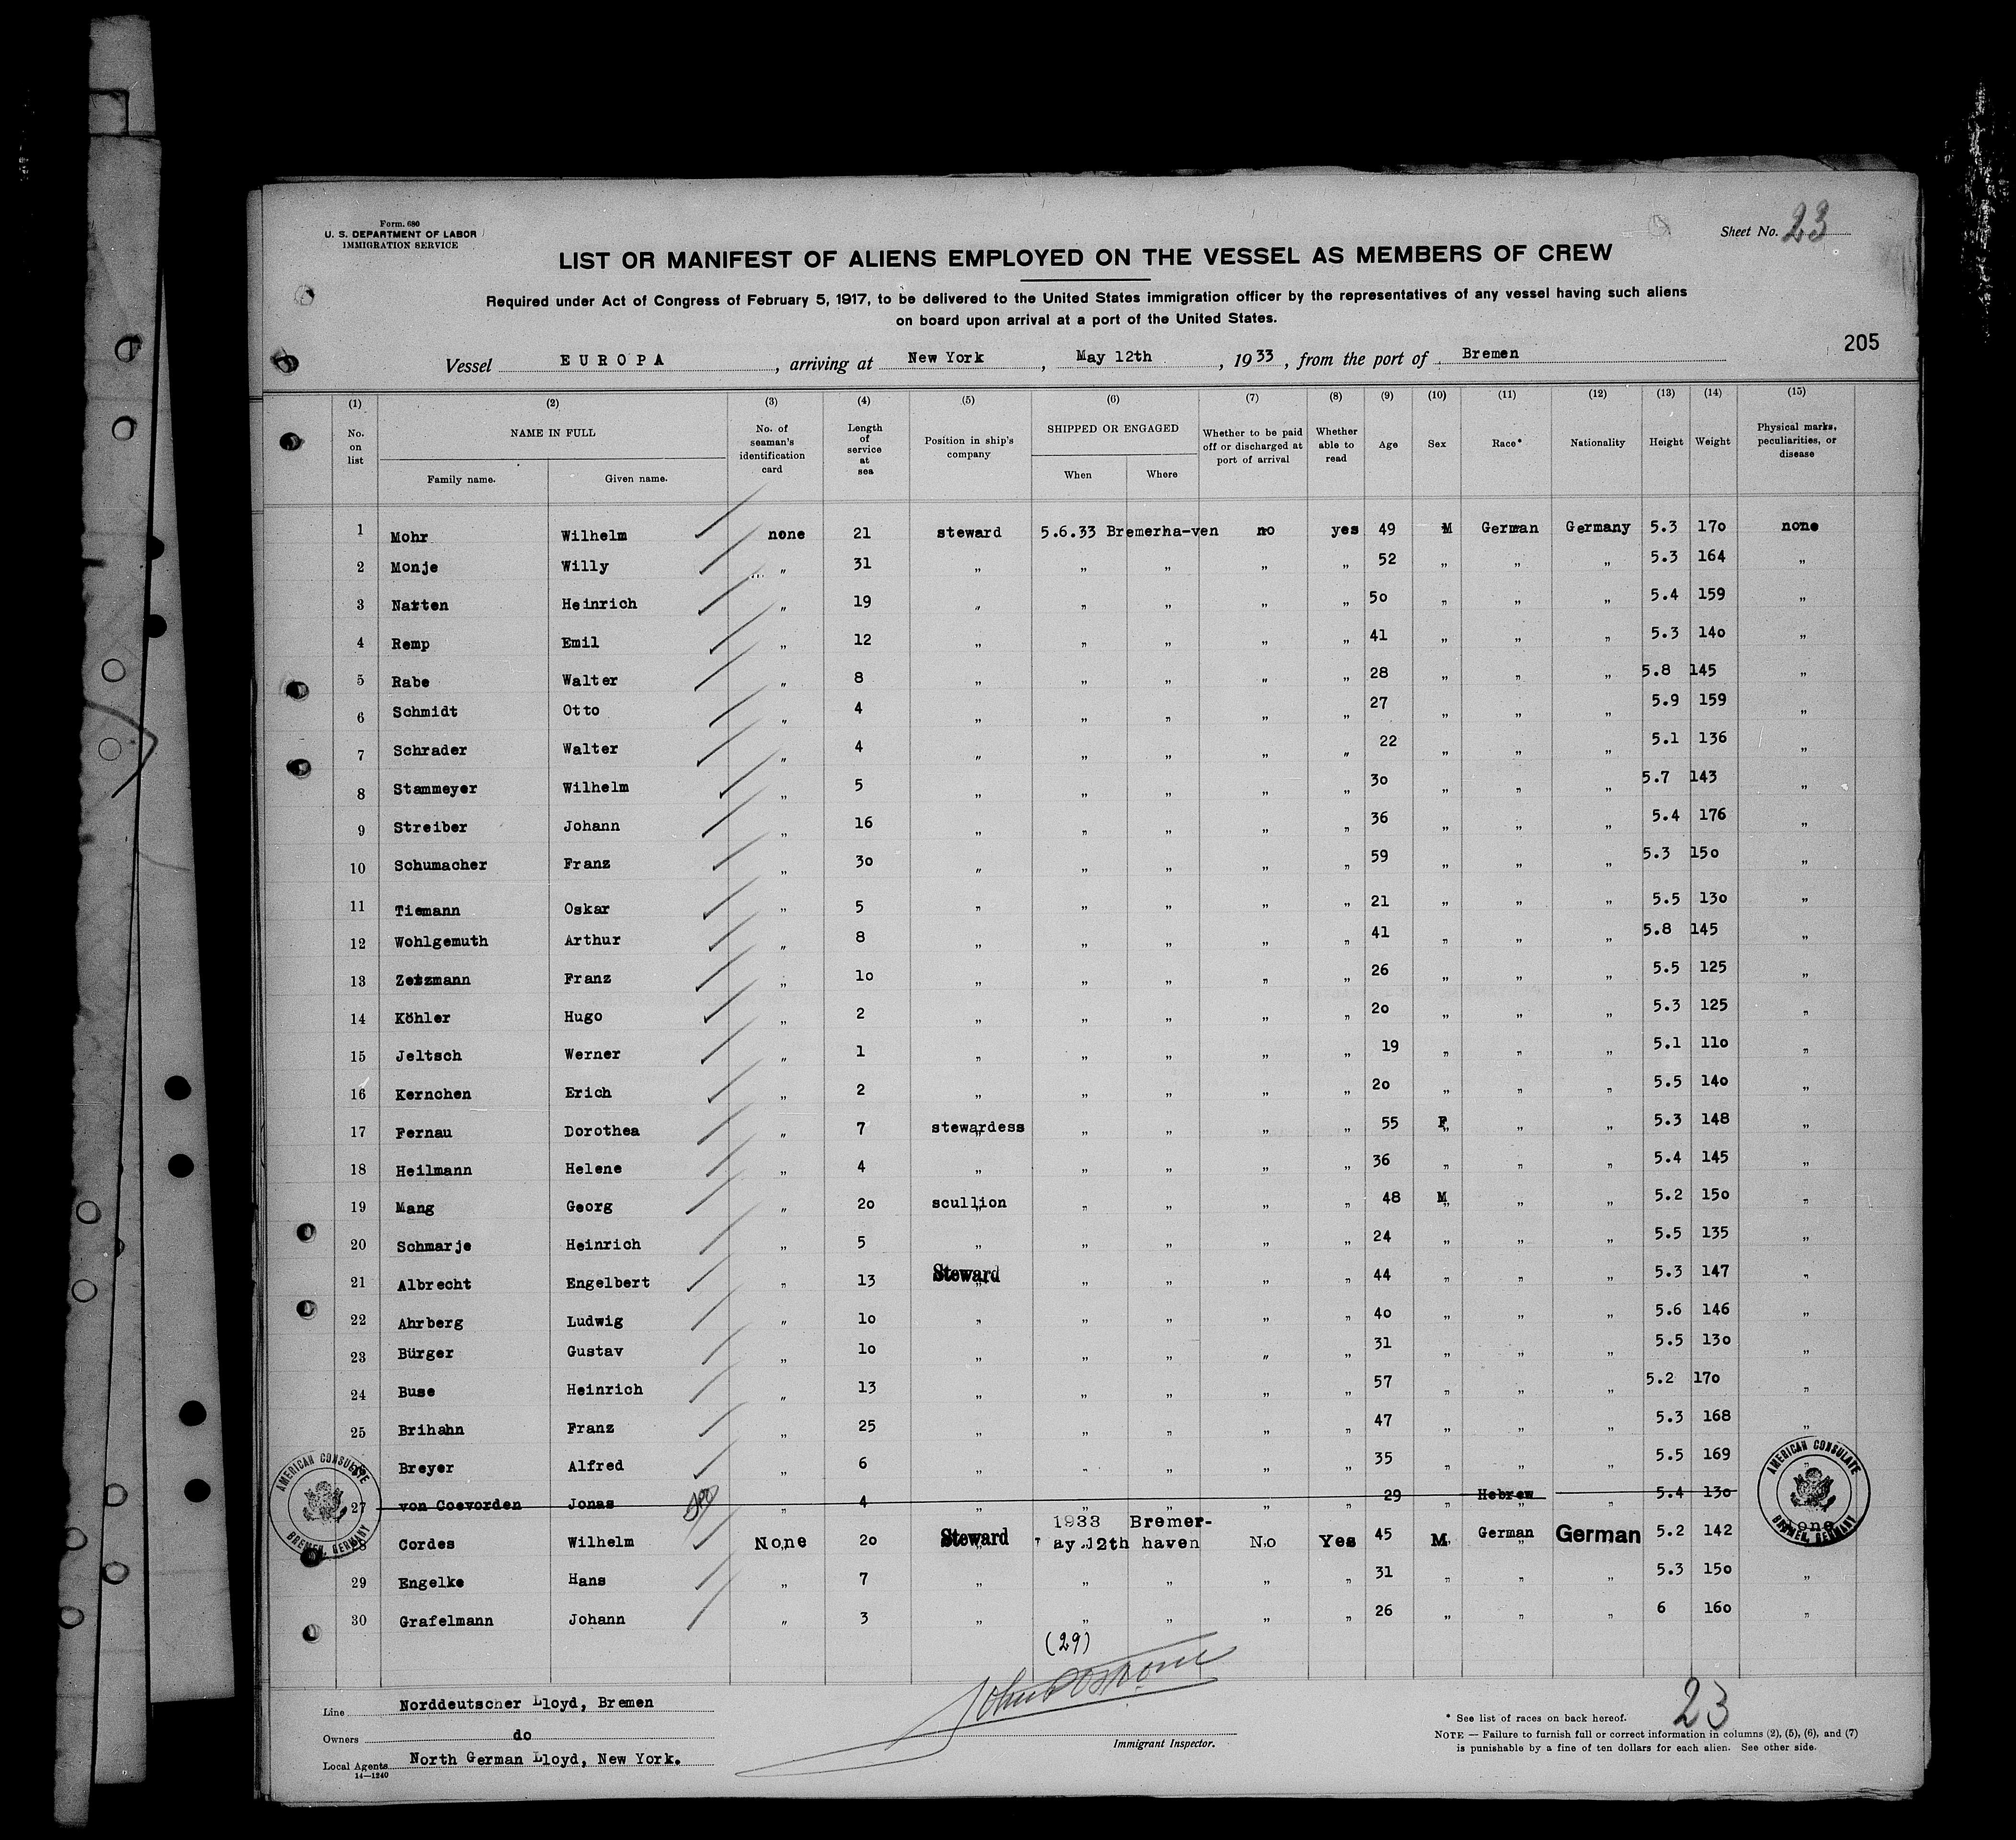 Form. 680
U. S. DEPARTMENT OF LABOR
IMMIGRATION SERVICE
Sheet No. 23
LIST OR MANIFEST OF ALIENS EMPLOYED ON THE VESSEL AS MEMBERS OF CREW
Required under Act of Congress of February 5, 1917, to be delivered to the United States immigration officer by the representatives of any vessel having such aliens
on board upon arrival at a port of the United States.
205
Vessel EUROPA, arriving at New York, May 12th, 1933, from the port of Bremen
(1) (2) (3) (4) (5) (6) (7) (8) (9) (10) (11) (12) (13) (14) (15)
No. on list NAME IN FULL Family name. Given name. No. of seaman's identification card Length of service at sea Position in ship's company SHIPPED OR ENGAGED When Where Whether to be paid off or discharged at port of arrival Whether able to read Age Sex Race* Nationality Height Weight Physical marks, peculiarities, or disease
1 Mohr Wilhelm none 21 steward 5.6.33 Bremerha-ven no yes 49 M German Germany 5.3 170 none
2 Monje Willy " 31 " " " " " 52 " " " 5.3 164 "
3 Narten Heinrich " 19 " " " " " 50 " " " 5.4 159 "
4 Remp Emil " 12 " " " " " 41 " " " 5.3 140 "
5 Rabe Walter " 8 " " " " " 28 " " " 5.8 145 "
6 Schmidt Otto " 4 " " " " " 27 " " " 5.9 159 "
7 Schrader Walter " 4 " " " " " 22 " " " 5.1 136 "
8 Stammeyer Wilhelm " 5 " " " " " 30 " " " 5.7 143 "
9 Streiber Johann " 16 " " " " " 36 " " " 5.4 176 "
10 Schumacher Franz " 30 " " " " " 59 " " " 5.3 150 "
11 Tiemann Oskar " 5 " " " " " 21 " " " 5.5 130 "
12 Wohlgemuth Arthur " 8 " " " " " 41 " " " 5.8 145 "
13 Franz " 10 " " " " " 26 " " " 5.5 125 "
14 Köhler Hugo " 2 " " " " " 20 " " " 5.3 125 "
15 Jeltsch Werner " 1 " " " " " 19 " " " 5.1 110 "
16 Kernchen Erich " 2 " " " " " 20 " " " 5.5 140 "
17 Fernau Dorothea " 7 stewardess " " " " 55 F " " 5.3 148 "
18 Heilmann Helene " 4 " " " " " 36 " " " 5.4 145 "
19 Mang Georg " 20 scullion " " " " 48 M " " 5.2 150 "
20 Schmarje Heinrich " 5 " " " " " 24 " " " 5.5 135 "
21 Albrecht Engelbert " 13 Steward " " " " 44 " " " 5.3 147 "
22 Ahrberg Ludwig " 10 " " " " " 40 " " " 5.6 146 "
23 Bürger Gustav " 10 " " " " " 31 " " " 5.5 130 "
24 Buse Heinrich " 13 " " " " " 57 " " " 5.2 170 "
25 Brihahn Franz " 25 " " " " " 47 " " " 5.3 168 "
Breyer Alfred " 6 " " " " " 35 " " " 5.5 169 "
27 von Coevorden Jonas " 4 " " " " " 29 " Hebrew " 5.4 130
Cordes Wilhelm None 20 Steward 1933 ay 12th Bremer-haven No Yes 45 M German German 5.2 142 one
29 Engelke Hans " 7 " " " " " 31 " " " 5.3 150 "
30 Grafelmann Johann " 3 " " " " " 26 " " " 6 160 "
AMERICAN CONSULATE
BREMEN, GERMANY
AMERICAN CONSULATE
BREMEN, GERMANY
(29)
Line Norddeutscher Lloyd, Bremen
Owners do
Local Agents North German Lloyd, New York.
14—1240
Immigrant Inspector.
23
* See list of races on back hereof.
NOTE — Failure to furnish full or correct information in columns (2), (5), (6), and (7)
is punishable by a fine of ten dollars for each alien. See other side.